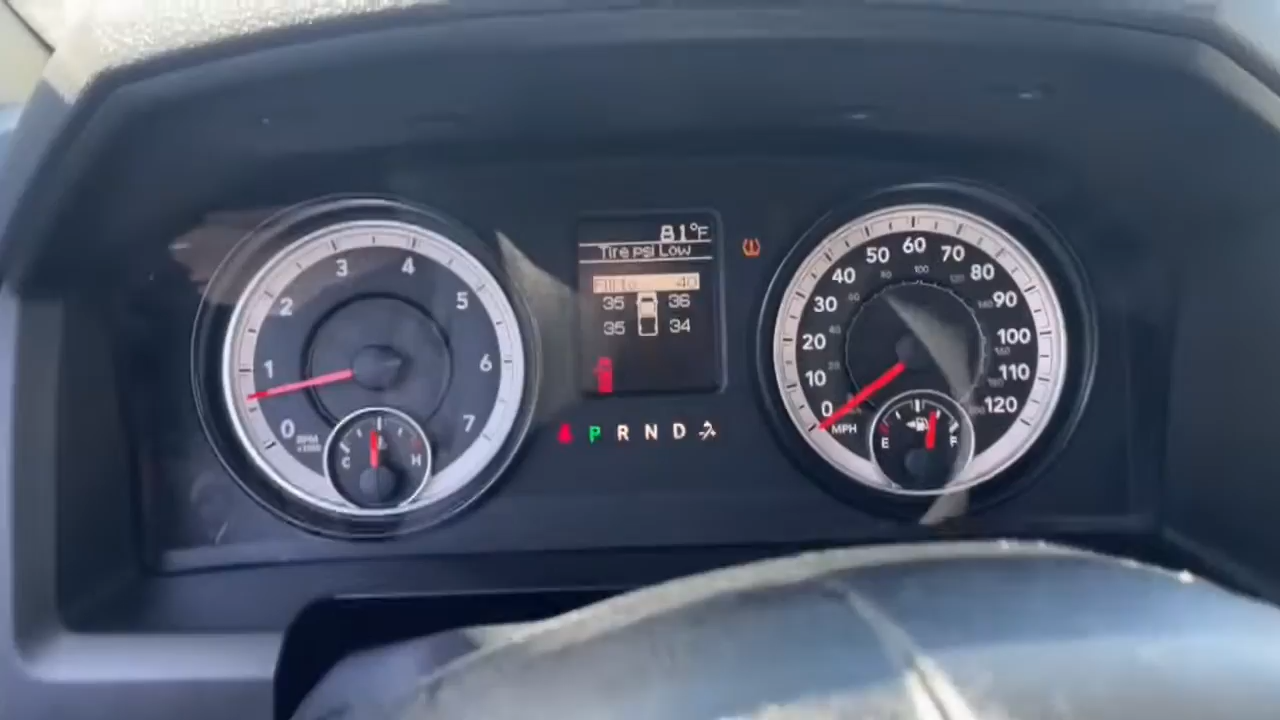 81°F
Tire psi Low
Fill to 40
35 36
35 34
0 1 2 3 4 5 6 7
RPM
x1000
C H
P R N D
0 10 20 30 40 50 60 70 80 90 100 110 120
MPH
E F